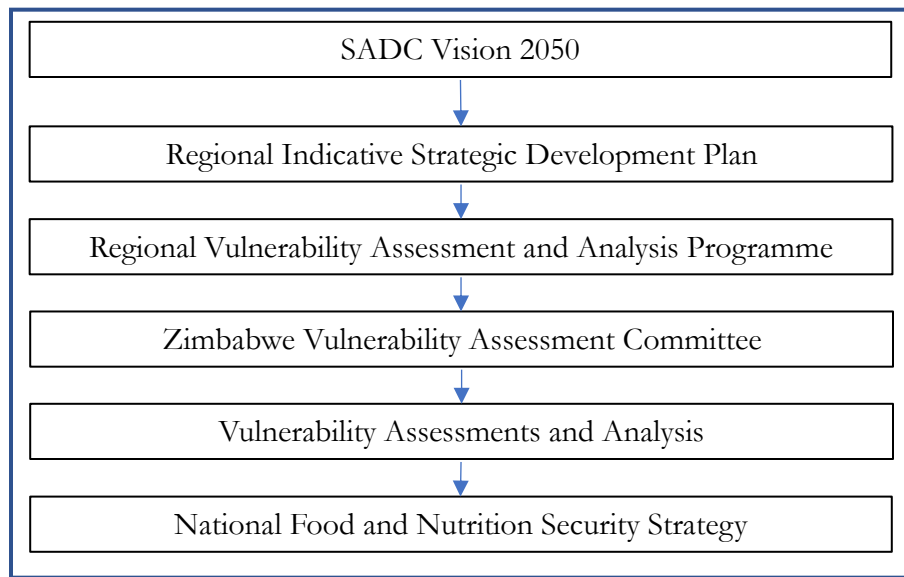 SADC Vision 2050
Regional Indicative Strategic Development Plan
Regional Vulnerability Assessment and Analysis Programme
Zimbabwe Vulnerability Assessment Committee
Vulnerability Assessments and Analysis
National Food and Nutrition Security Strategy